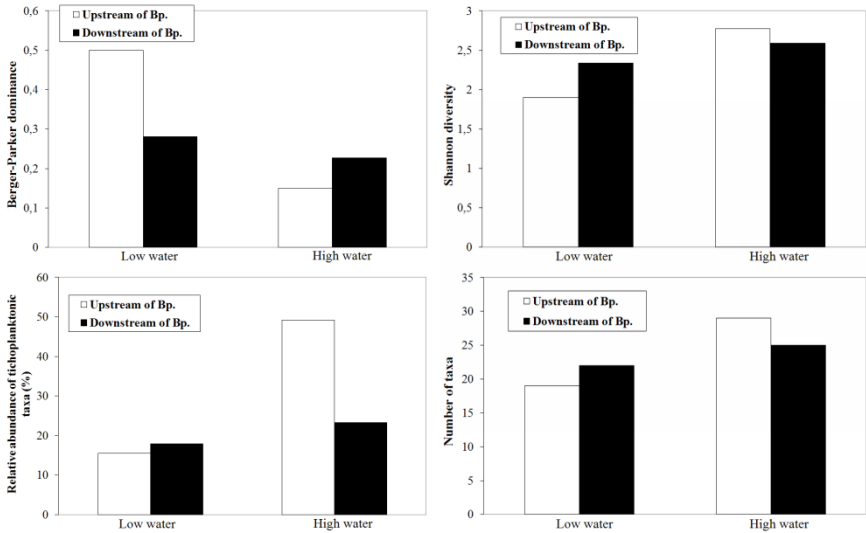 Berger-Parker dominance
0,6
0,5
0,4
0,3
0,2
0,1
0
Upstream of Bp.
Downstream of Bp.
Low water
High water
Shannon diversity
3
2,5
2
1,5
1
0,5
0
Upstream of Bp.
Downstream of Bp.
Low water
High water
Relative abundance of tichoplanktonic
taxa (%)
60
50
40
30
20
10
0
Upstream of Bp.
Downstream of Bp.
Low water
High water
Number of taxa
35
30
25
20
15
10
5
0
Upstream of Bp.
Downstream of Bp.
Low water
High water